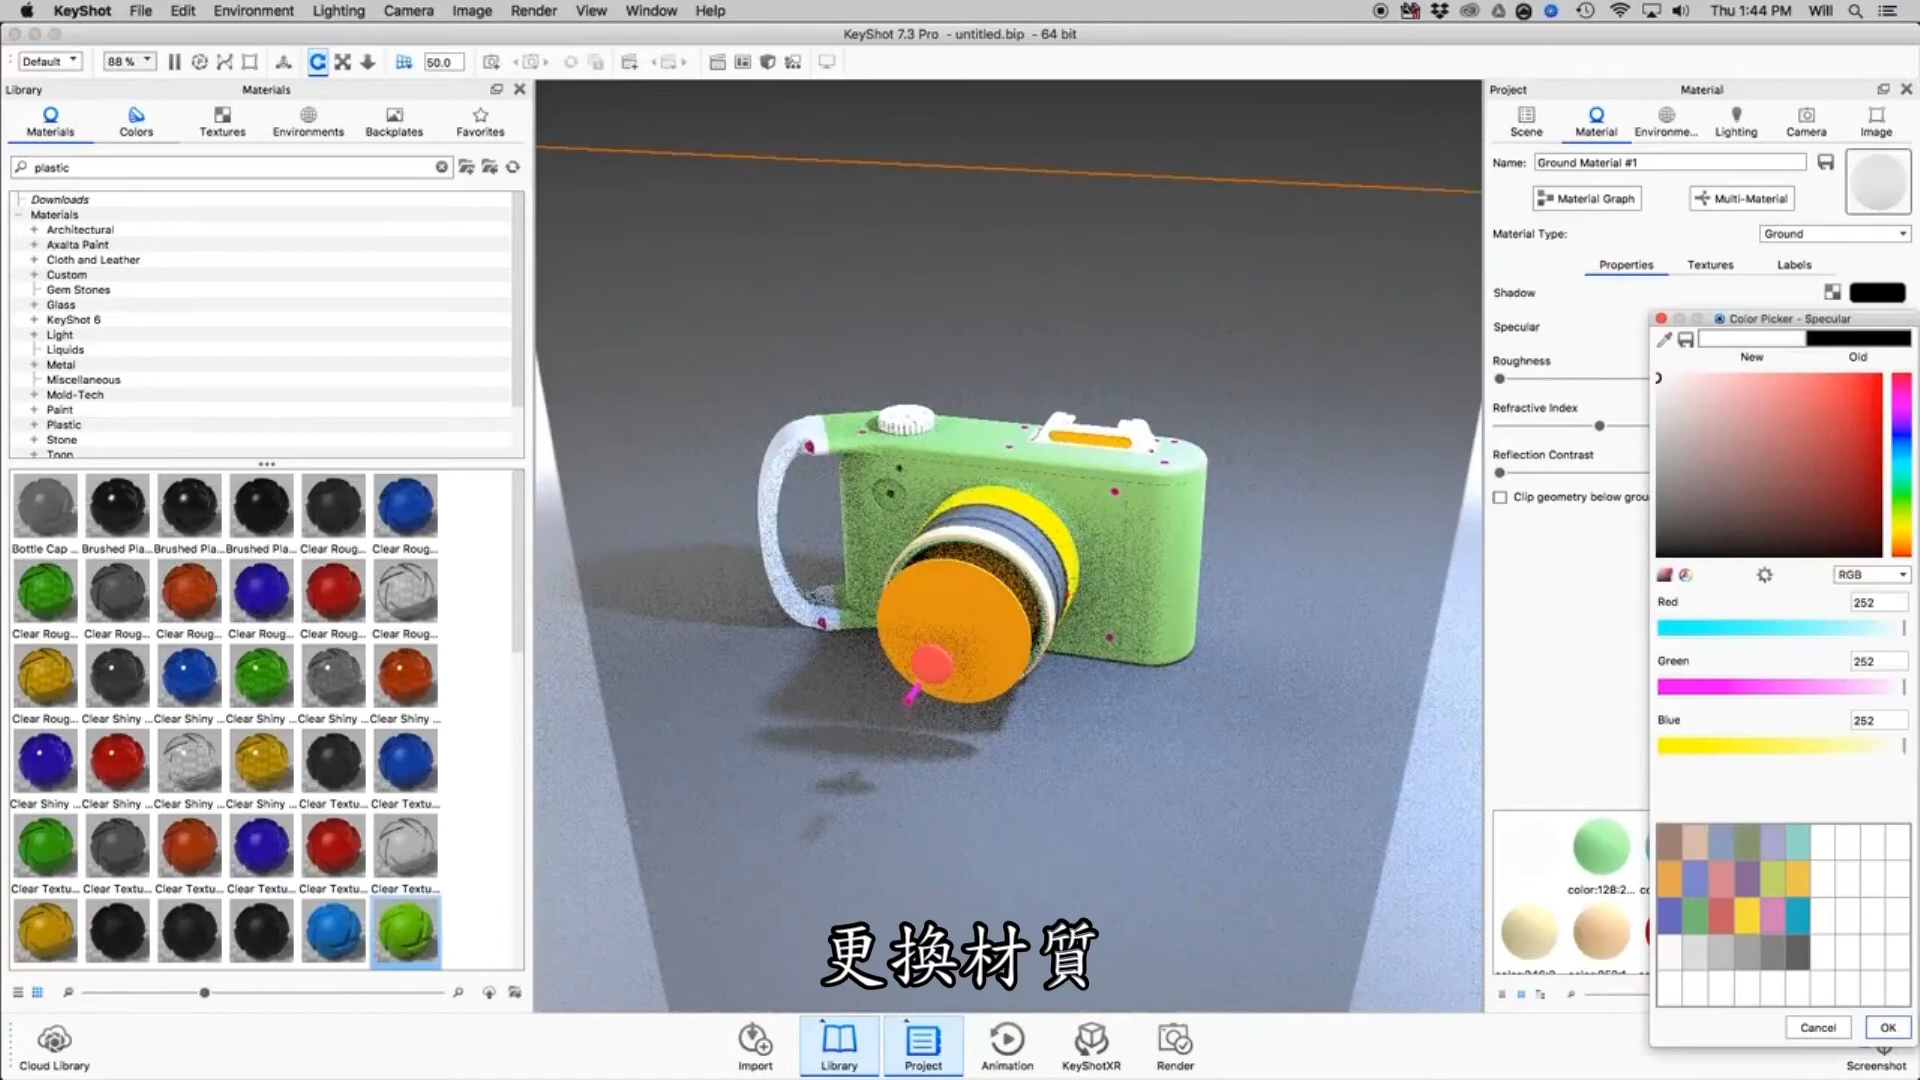 KeyShot File Edit Environment Lighting Camera Image Render View Window Help Thu 1:44 PM Will
KeyShot 7.3 Pro - untitled.bip - 64 bit
Default 88 % 50.0
Library Materials
Materials Colors Textures Environments Backplates Favorites
plastic
Downloads
Materials
Architectural
Axalta Paint
Cloth and Leather
Custom
Gem Stones
Glass
KeyShot 6
Light
Liquids
Metal
Miscellaneous
Mold-Tech
Paint
Plastic
Stone
Toon
Bottle Cap ... Brushed Pla... Brushed Pla... Brushed Pla... Clear Roug... Clear Roug...
Clear Roug... Clear Roug... Clear Roug... Clear Roug... Clear Roug... Clear Roug...
Clear Roug... Clear Shiny ... Clear Shiny ... Clear Shiny ... Clear Shiny ... Clear Shiny ...
Clear Shiny ... Clear Shiny ... Clear Shiny ... Clear Shiny ... Clear Textu... Clear Textu...
Clear Textu... Clear Textu... Clear Textu... Clear Textu... Clear Textu... Clear Textu...
Cloud Library
更換材質
Import Library Project Animation KeyShotXR Render Screenshot
Project Material
Scene Material Environme... Lighting Camera Image
Name: Ground Material #1
Material Graph Multi-Material
Material Type: Ground
Properties Textures Labels
Shadow
Specular
Roughness
Refractive Index
Reflection Contrast
Clip geometry below grou
color:128:2...
Color Picker - Specular
New Old
RGB
Red 252
Green 252
Blue 252
Cancel OK